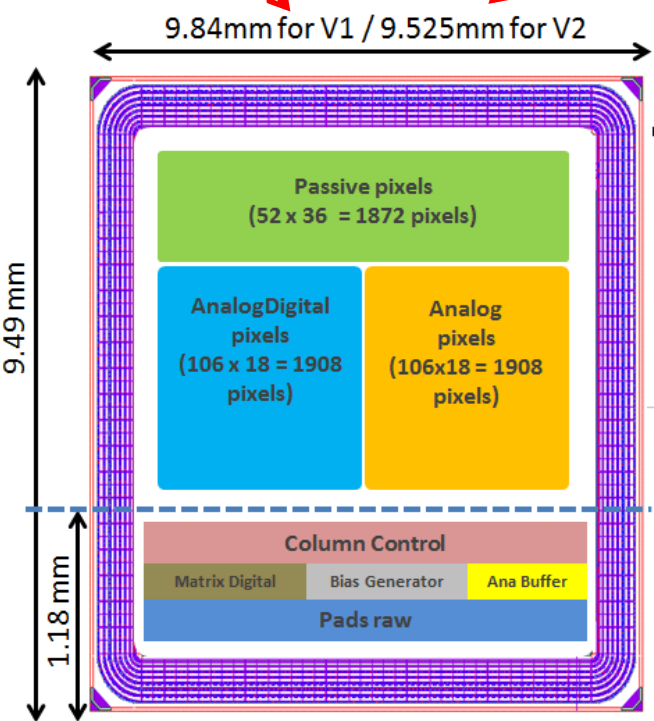 9.84mm for V1 / 9.525mm for V2
Passive pixels
(52 x 36 = 1872 pixels)
9.49 mm
AnalogDigital
pixels
(106 x 18 = 1908
pixels)
Analog
pixels
(106x18 = 1908
pixels)
1.18 mm
Column Control
Matrix Digital
Bias Generator
Ana Buffer
Pads raw